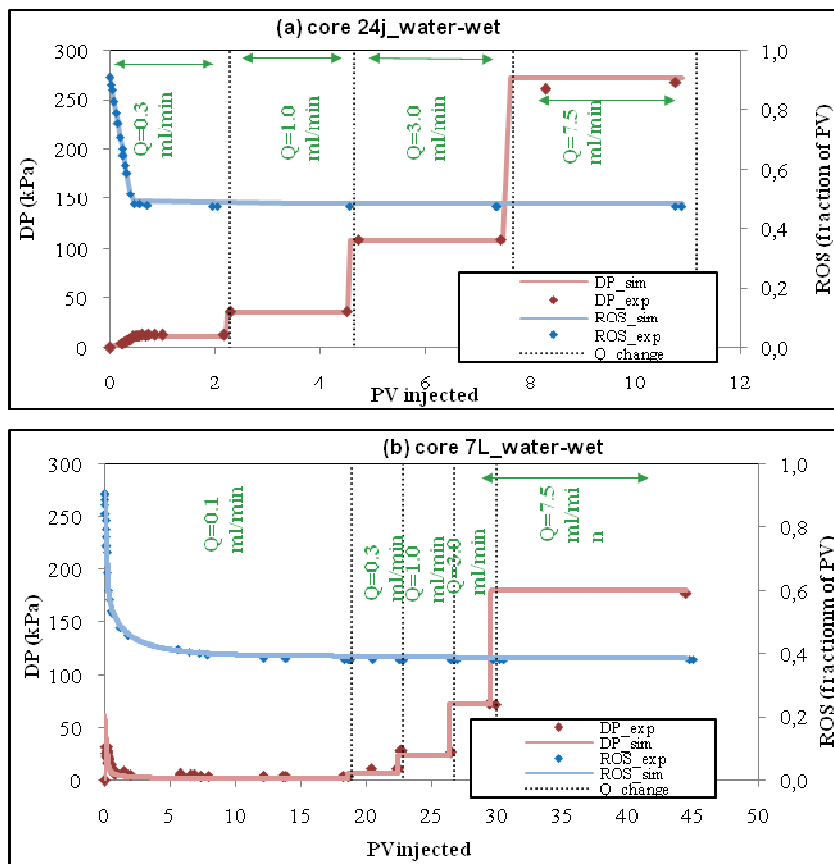 (a) core 24j_water-wet
300
250
200
150
100
50
0
DP (kPa)
Q=0.3
ml/min
Q=1.0
ml/min
Q=3.0
ml/min
Q=7.5
ml/min
1,0
0,8
0,6
0,4
0,2
0,0
ROS (fraction of PV)
DP_sim
DP_exp
ROS_sim
ROS_exp
Q_change
0 2 4 6 8 10 12
PV injected
(b) core 7L_water-wet
300
250
200
150
100
50
0
DP (kPa)
Q=0.1
ml/min
Q=0.3
ml/min
Q=1.0
ml/min
Q=3.0
ml/min
Q=7.5
ml/mi
n
1,0
0,8
0,6
0,4
0,2
0,0
ROS (fractionm of PV)
DP_exp
DP_sim
ROS_exp
ROS_sim
Q_change
0 5 10 15 20 25 30 35 40 45 50
PVinjected